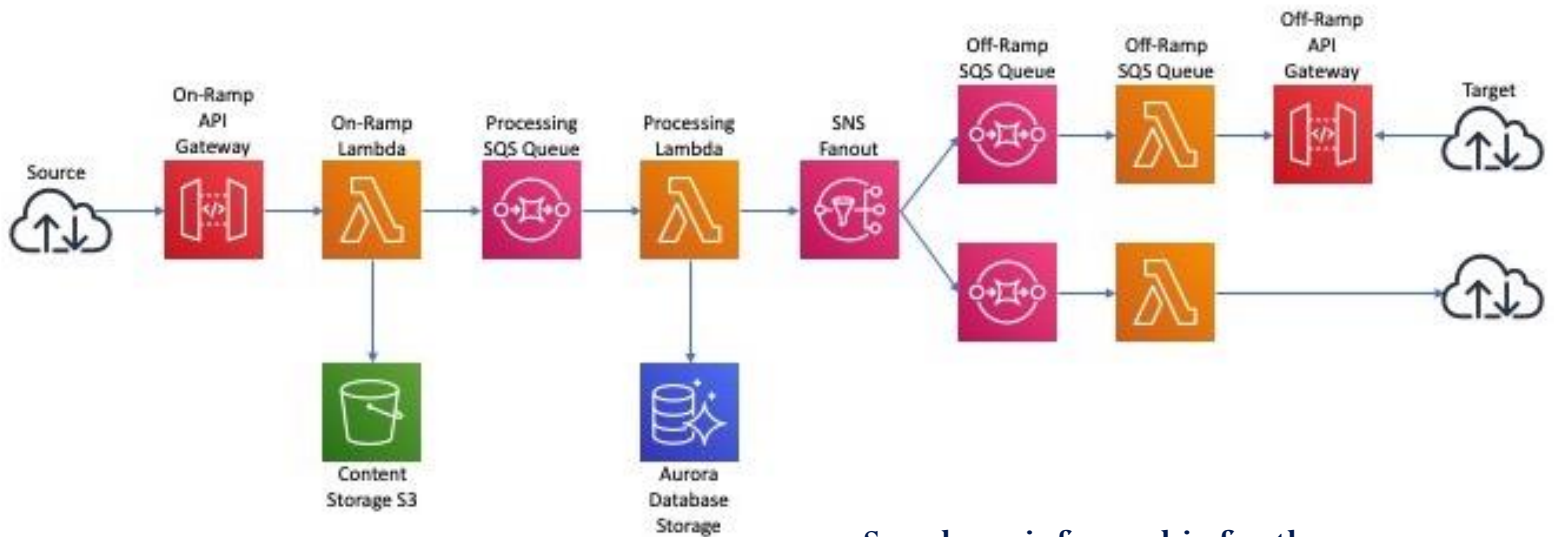 Source
On-Ramp
API
Gateway
On-Ramp
Lambda
Processing
SQS Queue
Processing
Lambda
SNS
Fanout
Off-Ramp
SQS Queue
Off-Ramp
SQS Queue
Off-Ramp
API
Gateway
Target
Content
Storage S3
Aurora
Database
Storage